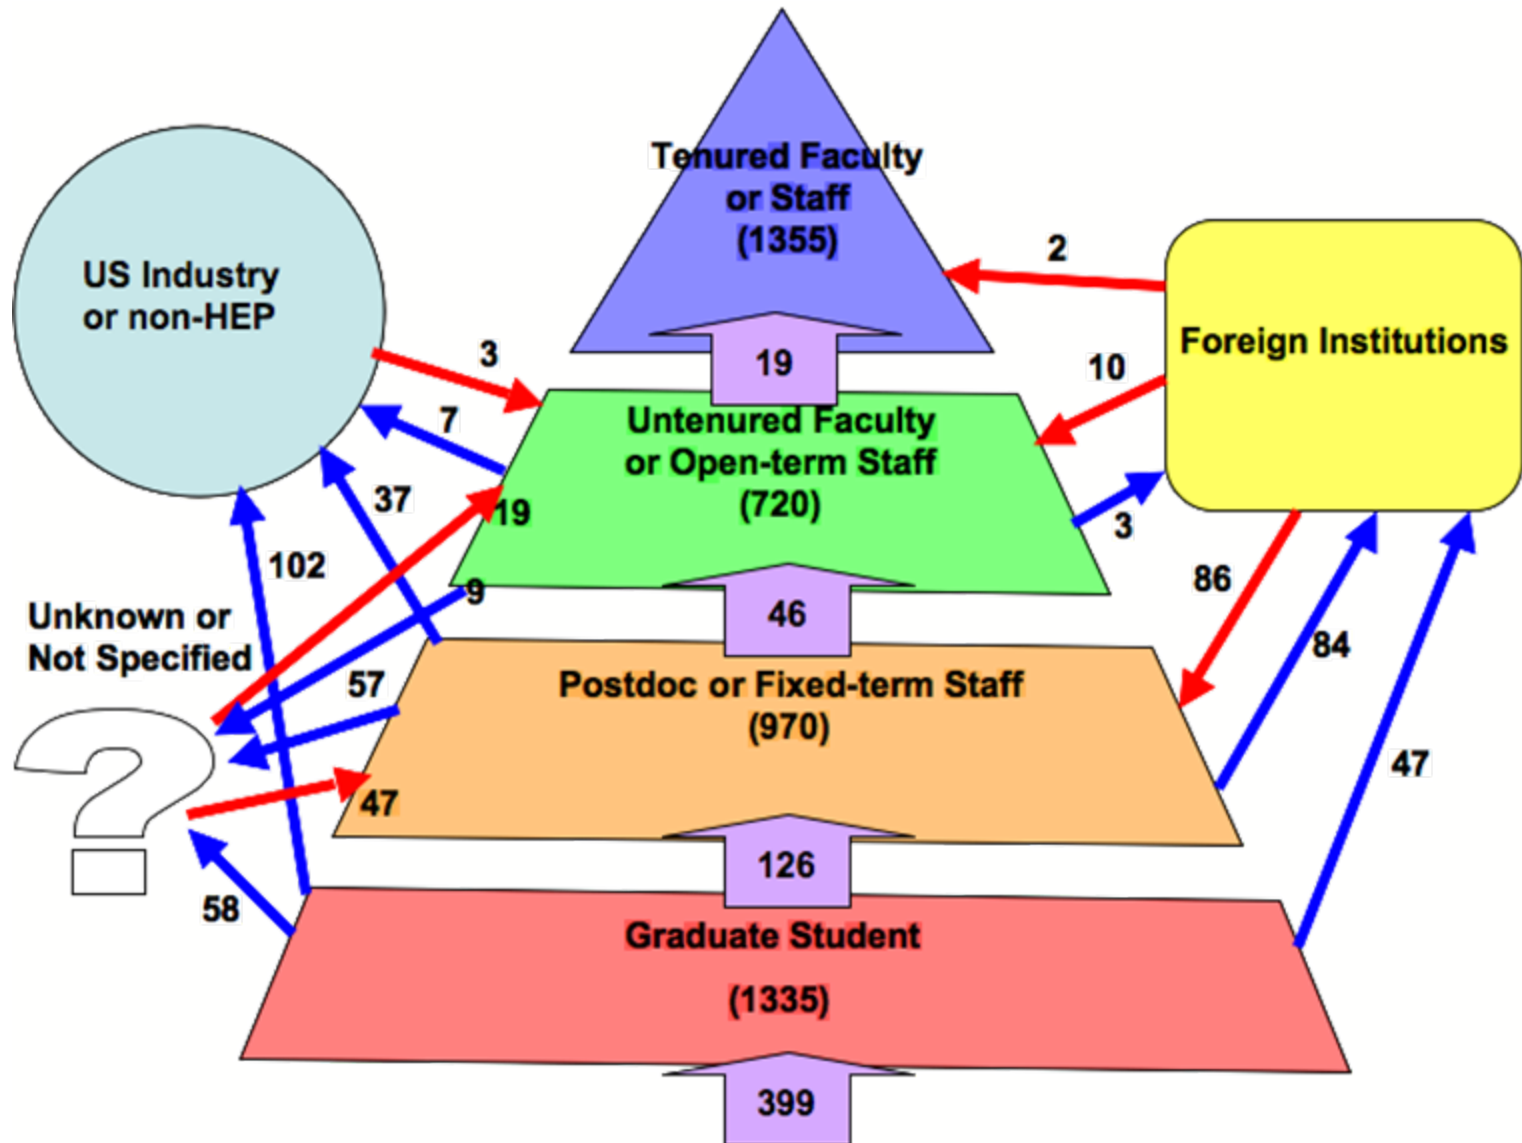 Tenured Faculty
or Staff
(1355)
2
US Industry
or non-HEP
Foreign Institutions
3
19
10
7
Untenured Faculty
or Open-term Staff
(720)
37
19
3
102
86
9
46
Unknown or
Not Specified
84
57
Postdoc or Fixed-term Staff
(970)
47
?
47
126
58
Graduate Student
(1335)
399